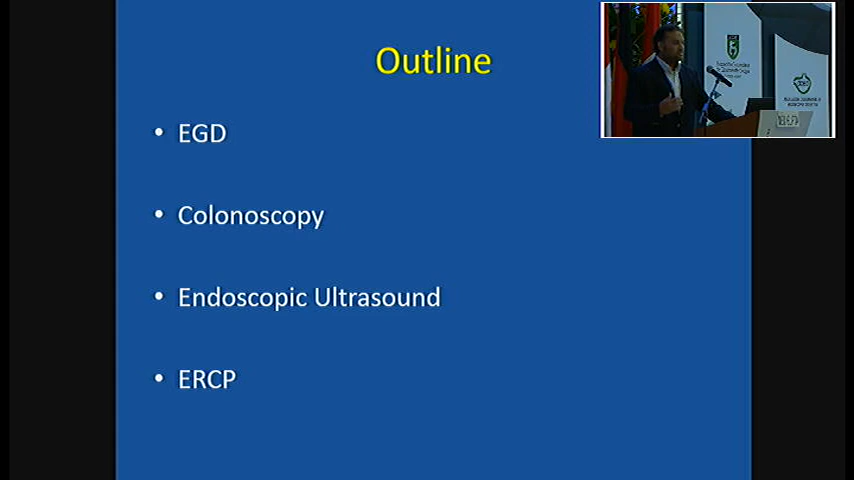 Outline
• EGD
• Colonoscopy
• Endoscopic Ultrasound
• ERCP